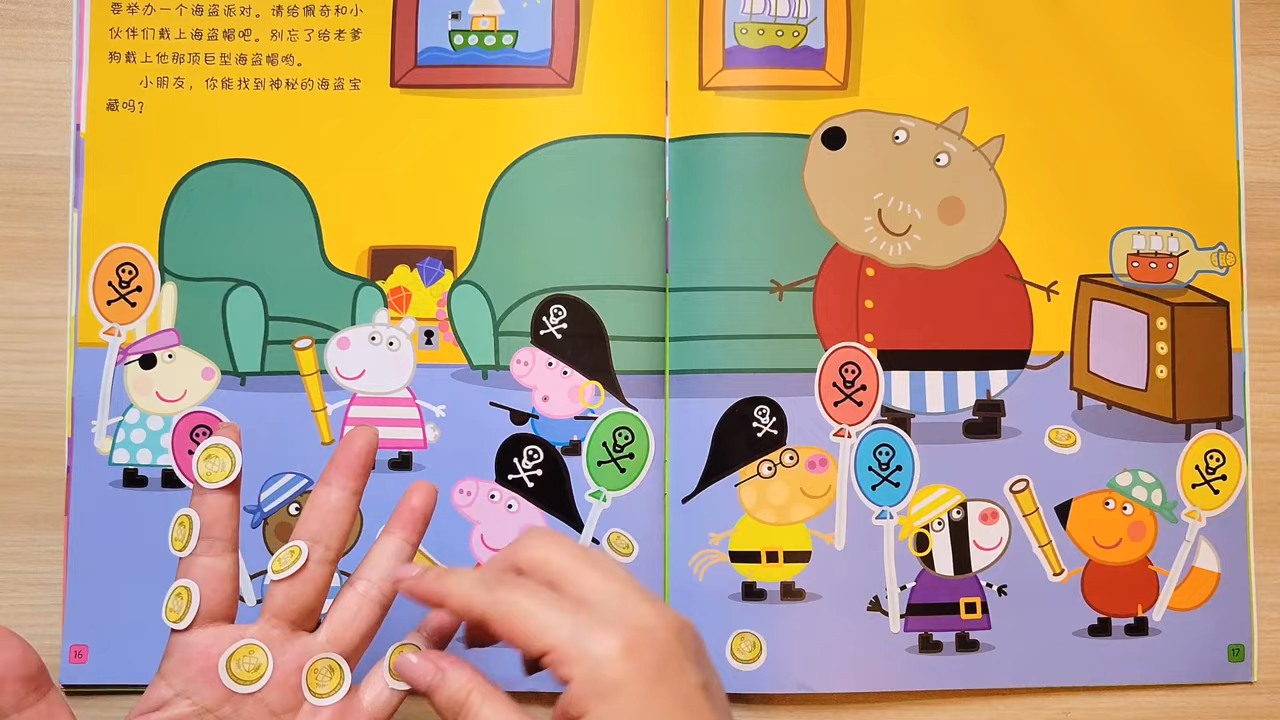 要举办一个海盗派对。请给佩奇和小
伙伴们戴上海盗帽吧。别忘了给老爹
狗戴上他那顶巨型海盗帽哟。
小朋友，你能找到神秘的海盗宝
藏吗？
16
17